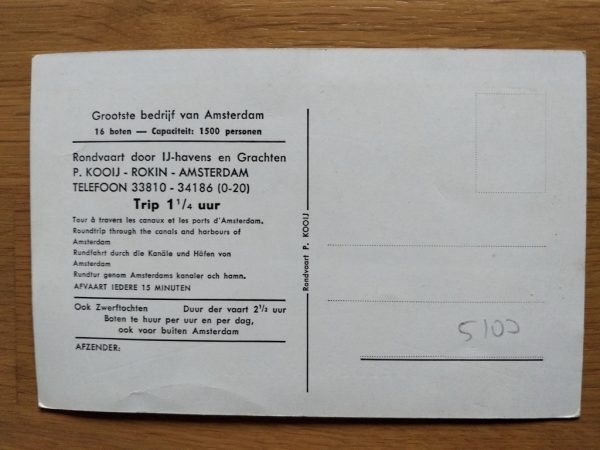 Grootste bedrijf van Amsterdam
16 boten — Capaciteit: 1500 personen
Rondvaart door IJ-havens en Grachten
P. KOOIJ - ROKIN - AMSTERDAM
TELEFOON 33810 - 34186 (0-20)
Trip 1 1/4 uur
Tour à travers les canaux et les ports d'Amsterdam.
Roundtrip through the canals and harbours of
Amsterdam
Rundfahrt durch die Kanäle und Häfen von
Amsterdam
Rundtur genom Amsterdams kanaler och hamn.
AFVAART IEDERE 15 MINUTEN
Ook Zwerftochten Duur der vaart 2 1/2 uur
Boten te huur per uur en per dag,
ook voor buiten Amsterdam
AFZENDER:
Rondvaart P. KOOIJ